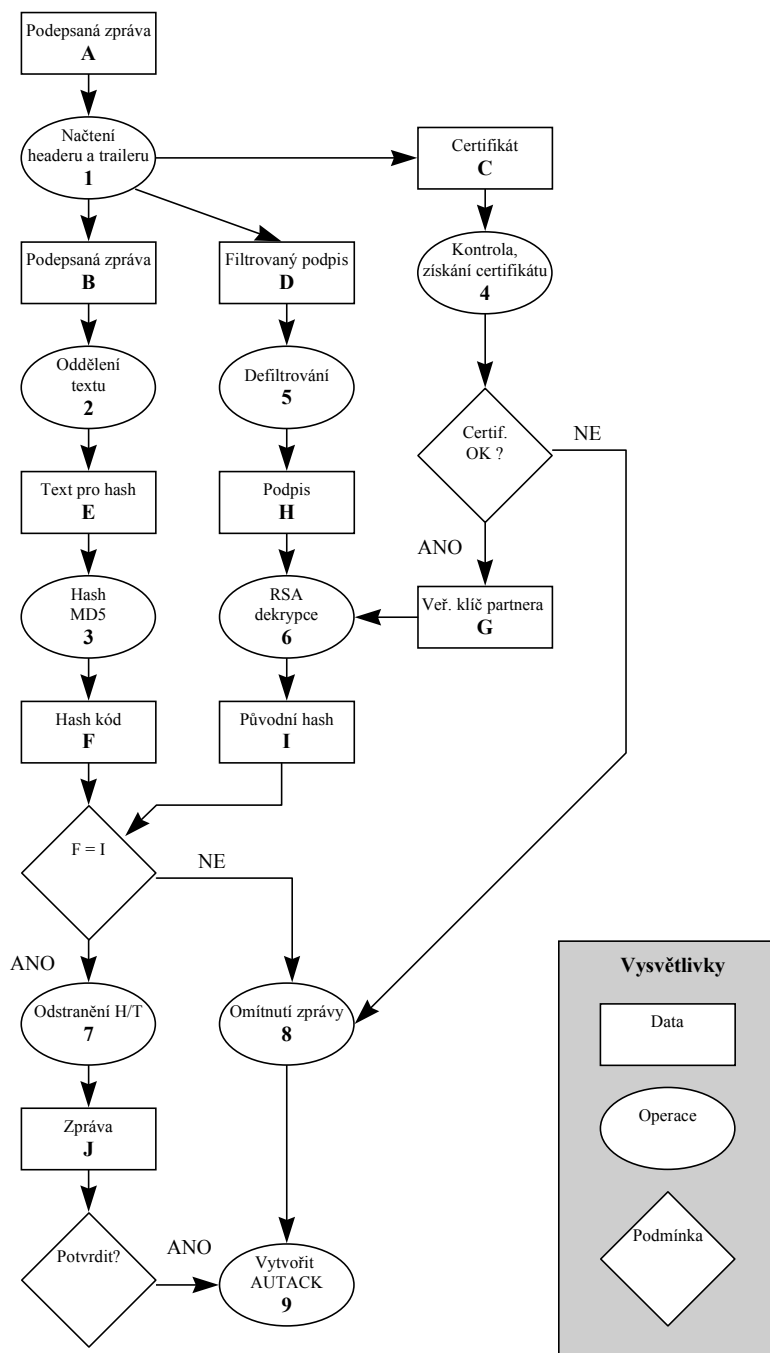 Podepsaná zpráva
A
Načtení
headeru a traileru
1
Certifikát
C
Podepsaná zpráva
B
Filtrovaný podpis
D
Kontrola,
získání certifikátu
4
Oddělení
textu
2
Defiltrování
5
Certif.
OK ?
NE
Text pro hash
E
Podpis
H
ANO
Hash
MD5
3
RSA
dekrypce
6
Veř. klíč partnera
G
Hash kód
F
Původní hash
I
F = I
NE
ANO
Odstranění H/T
7
Omítnutí zprávy
8
Zpráva
J
Potvrdit?
ANO
Vytvořit
AUTACK
9
Vysvětlivky
Data
Operace
Podmínka